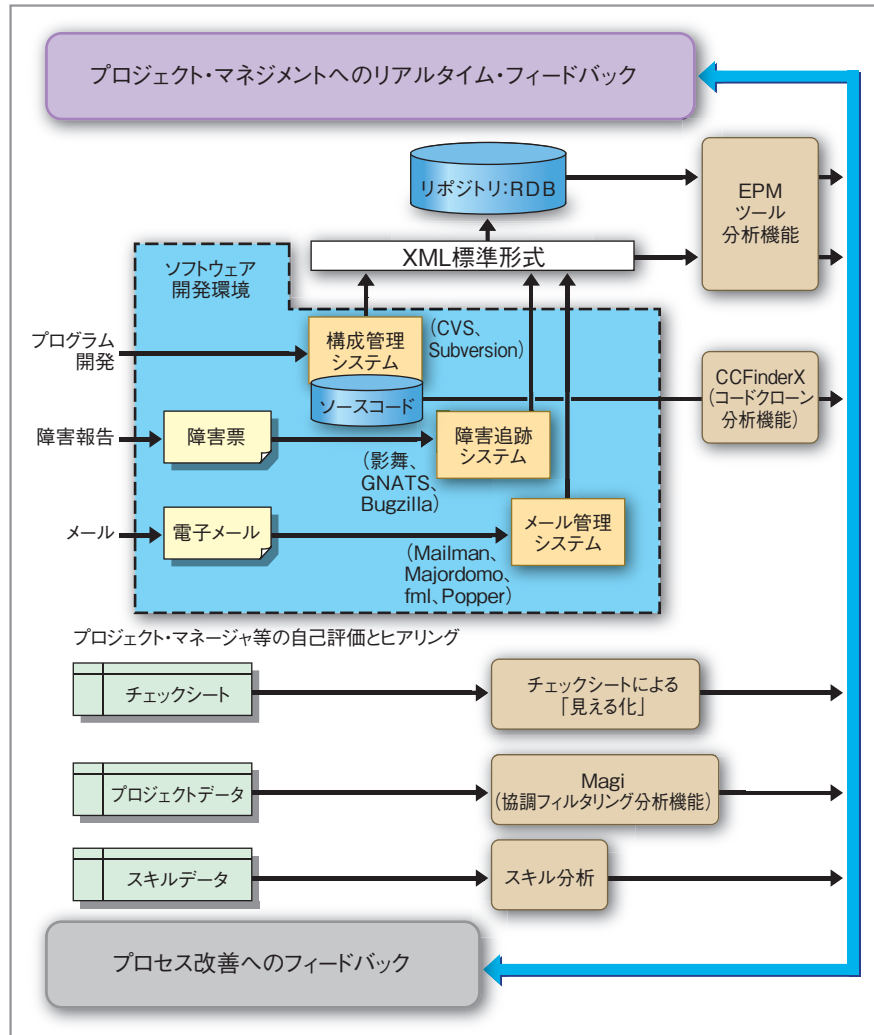 プロジェクト・マネジメントへのリアルタイム・フィードバック
リポジトリ:RDB
EPM
ツール
分析機能
XML標準形式
ソフトウェア
開発環境
プログラム
開発
構成管理
システム
(CVS、
Subversion)
ソースコード
CCFinderX
(コードクローン
分析機能)
障害報告
障害票
障害追跡
システム
(影舞、
GNATS、
Bugzilla)
メール
電子メール
メール管理
システム
(Mailman、
Majordomo、
fml、Popper)
プロジェクト・マネージャ等の自己評価とヒアリング
チェックシート
チェックシートによる
「見える化」
プロジェクトデータ
Magi
(協調フィルタリング分析機能)
スキルデータ
スキル分析
プロセス改善へのフィードバック